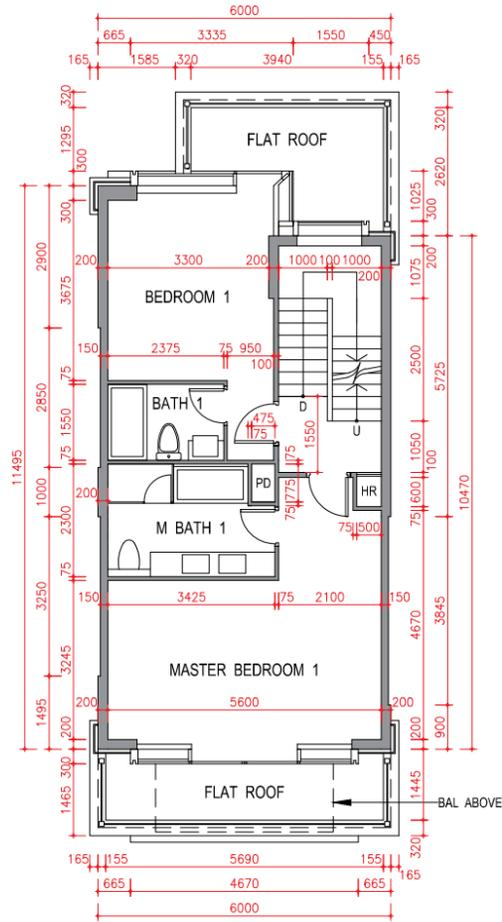 6000
665 3335 1550 450
165 1585 320 3940 155 165
320 320
FLAT ROOF
1295 2620
300 1025
300 300
200 3300 200 1000 100 1000 200
200 1075
2900
BEDROOM 1
3675
2500
5725
150 2375 75 950
100
75
2850
BATH 1
1550
475
75
D
1550
U
1050
75
75
100
11495
10470
1000
200
PD
775
HR
600
75
75
M BATH 1
2300
75 500
75
150 3425 75 2100 150
3250
3845
4670
3245
MASTER BEDROOM 1
200 5600 200
1495
900
200 200
300
FLAT ROOF
1465 1445
BAL ABOVE
320
165 155 5690 155 165
665 4670 665
6000